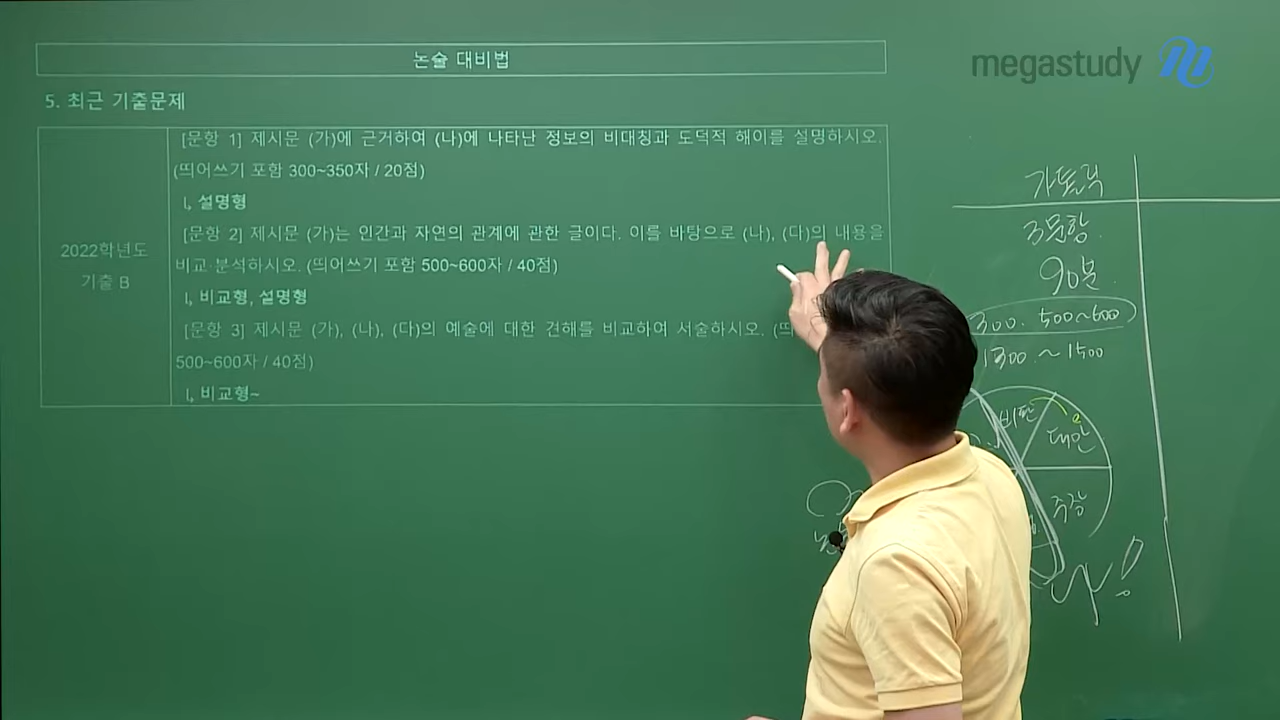 논술 대비법
megastudy
5. 최근 기출문제
2022학년도
기출 B
[문항 1] 제시문 (가)에 근거하여 (나)에 나타난 정보의 비대칭과 도덕적 해이를 설명하시오.
(띄어쓰기 포함 300~350자 / 20점)
↳ 설명형
[문항 2] 제시문 (가)는 인간과 자연의 관계에 관한 글이다. 이를 바탕으로 (나), (다)의 내용을
비교·분석하시오. (띄어쓰기 포함 500~600자 / 40점)
↳ 비교형, 설명형
[문항 3] 제시문 (가), (나), (다)의 예술에 대한 견해를 비교하여 서술하시오. (띄
500~600자 / 40점)
↳ 비교형~
가톨릭
3문항.
90분.
300. 500~600
1300 ~ 1500
비판
대안
주장